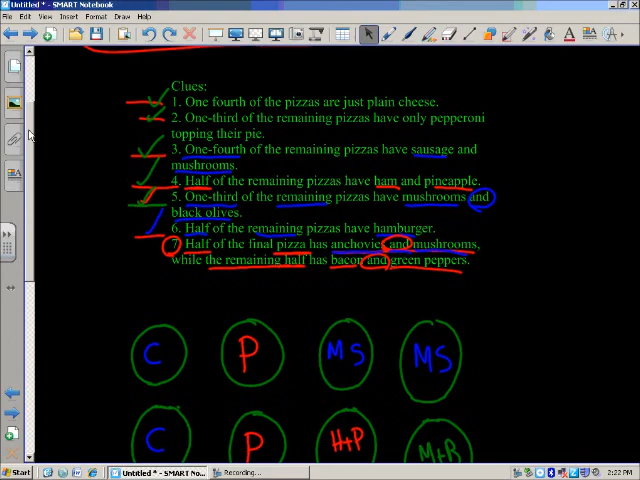 Untitled * - SMART Notebook
File Edit View Insert Format Draw Help
Clues:
1. One fourth of the pizzas are just plain cheese.
2. One-third of the remaining pizzas have only pepperoni
topping their pie.
3. One-fourth of the remaining pizzas have sausage and
mushrooms.
4. Half of the remaining pizzas have ham and pineapple.
5. One-third of the remaining pizzas have mushrooms and
black olives.
6. Half of the remaining pizzas have hamburger.
7. Half of the final pizza has anchovies and mushrooms,
while the remaining half has bacon and green peppers.
C P MS MS
C P H+P
Start Untitled * - SMART No... Recording... 2:22 PM